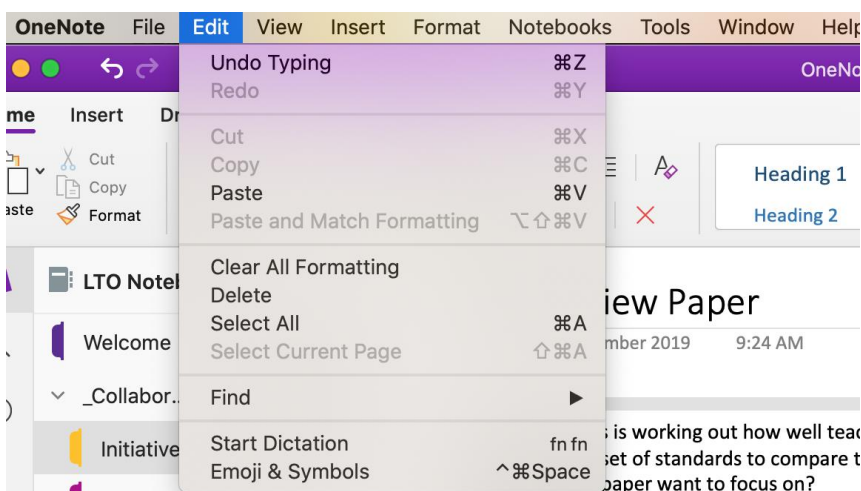 OneNote File Edit View Insert Format Notebooks Tools Window Help
OneNo
me Insert Dr
Cut
Copy
aste Format
Heading 1
Heading 2
Undo Typing ⌘Z
Redo ⌘Y
Cut ⌘X
Copy ⌘C
Paste ⌘V
Paste and Match Formatting ⌥⇧⌘V
Clear All Formatting
Delete
Select All ⌘A
Select Current Page ⇧⌘A
Find ▶
Start Dictation fn fn
Emoji & Symbols ^⌘Space
LTO Noteb
Welcome
_Collabor..
Initiative
iew Paper
mber 2019 9:24 AM
is working out how well teac
set of standards to compare t
paper want to focus on?